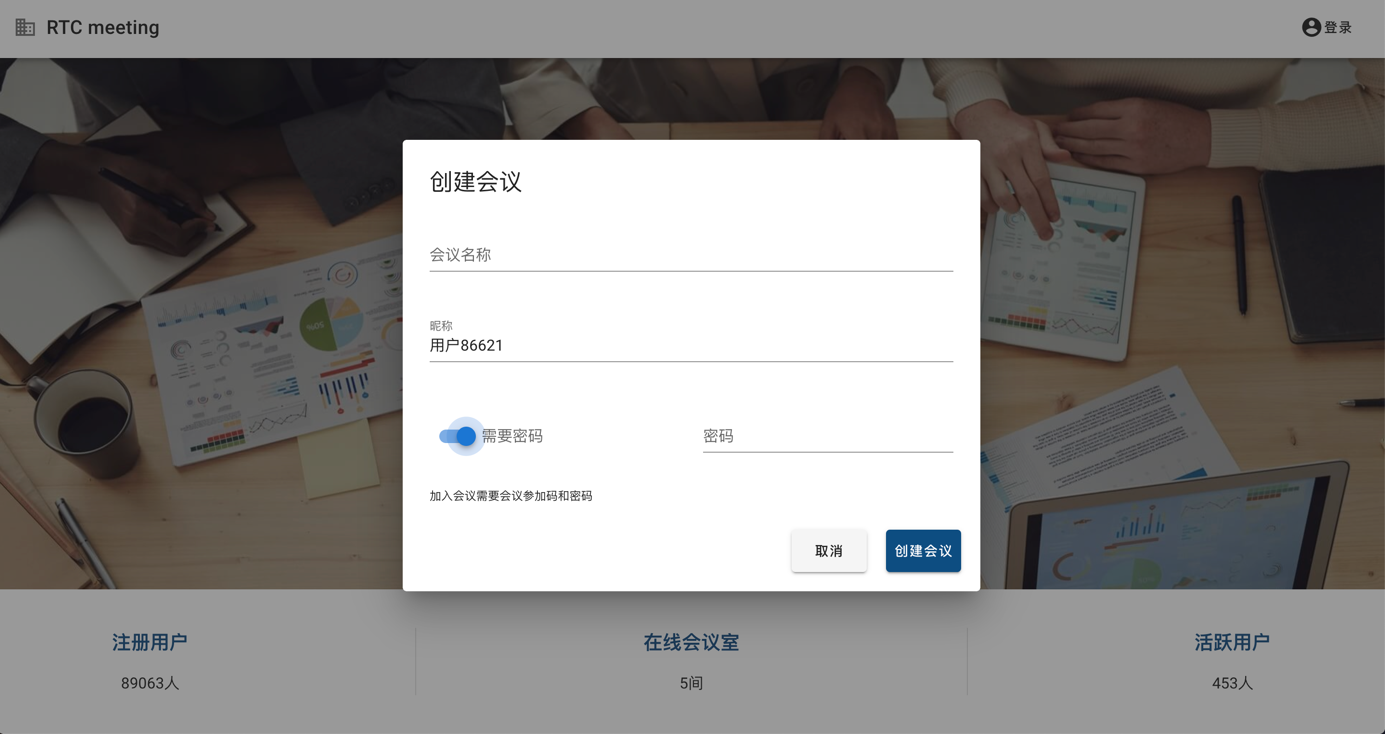 RTC meeting
登录
创建会议
会议名称
昵称
用户86621
需要密码
密码
加入会议需要会议参加码和密码
取消
创建会议
注册用户
在线会议室
活跃用户
89063人
5间
453人